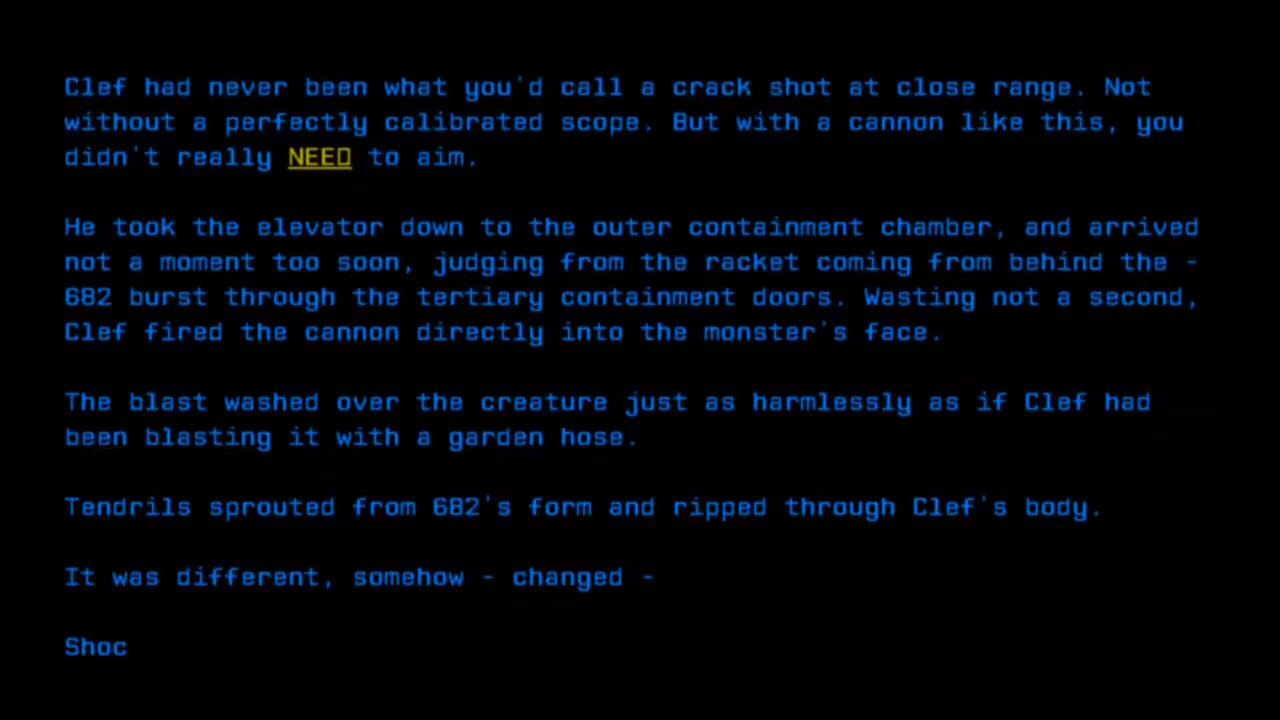 Clef had never been what you'd call a crack shot at close range. Not
without a perfectly calibrated scope. But with a cannon like this, you
didn't really NEED to aim.
He took the elevator down to the outer containment chamber, and arrived
not a moment too soon, judging from the racket coming from behind the -
682 burst through the tertiary containment doors. Wasting not a second,
Clef fired the cannon directly into the monster's face.
The blast washed over the creature just as harmlessly as if Clef had
been blasting it with a garden hose.
Tendrils sprouted from 682's form and ripped through Clef's body.
It was different, somehow - changed -
Shoc